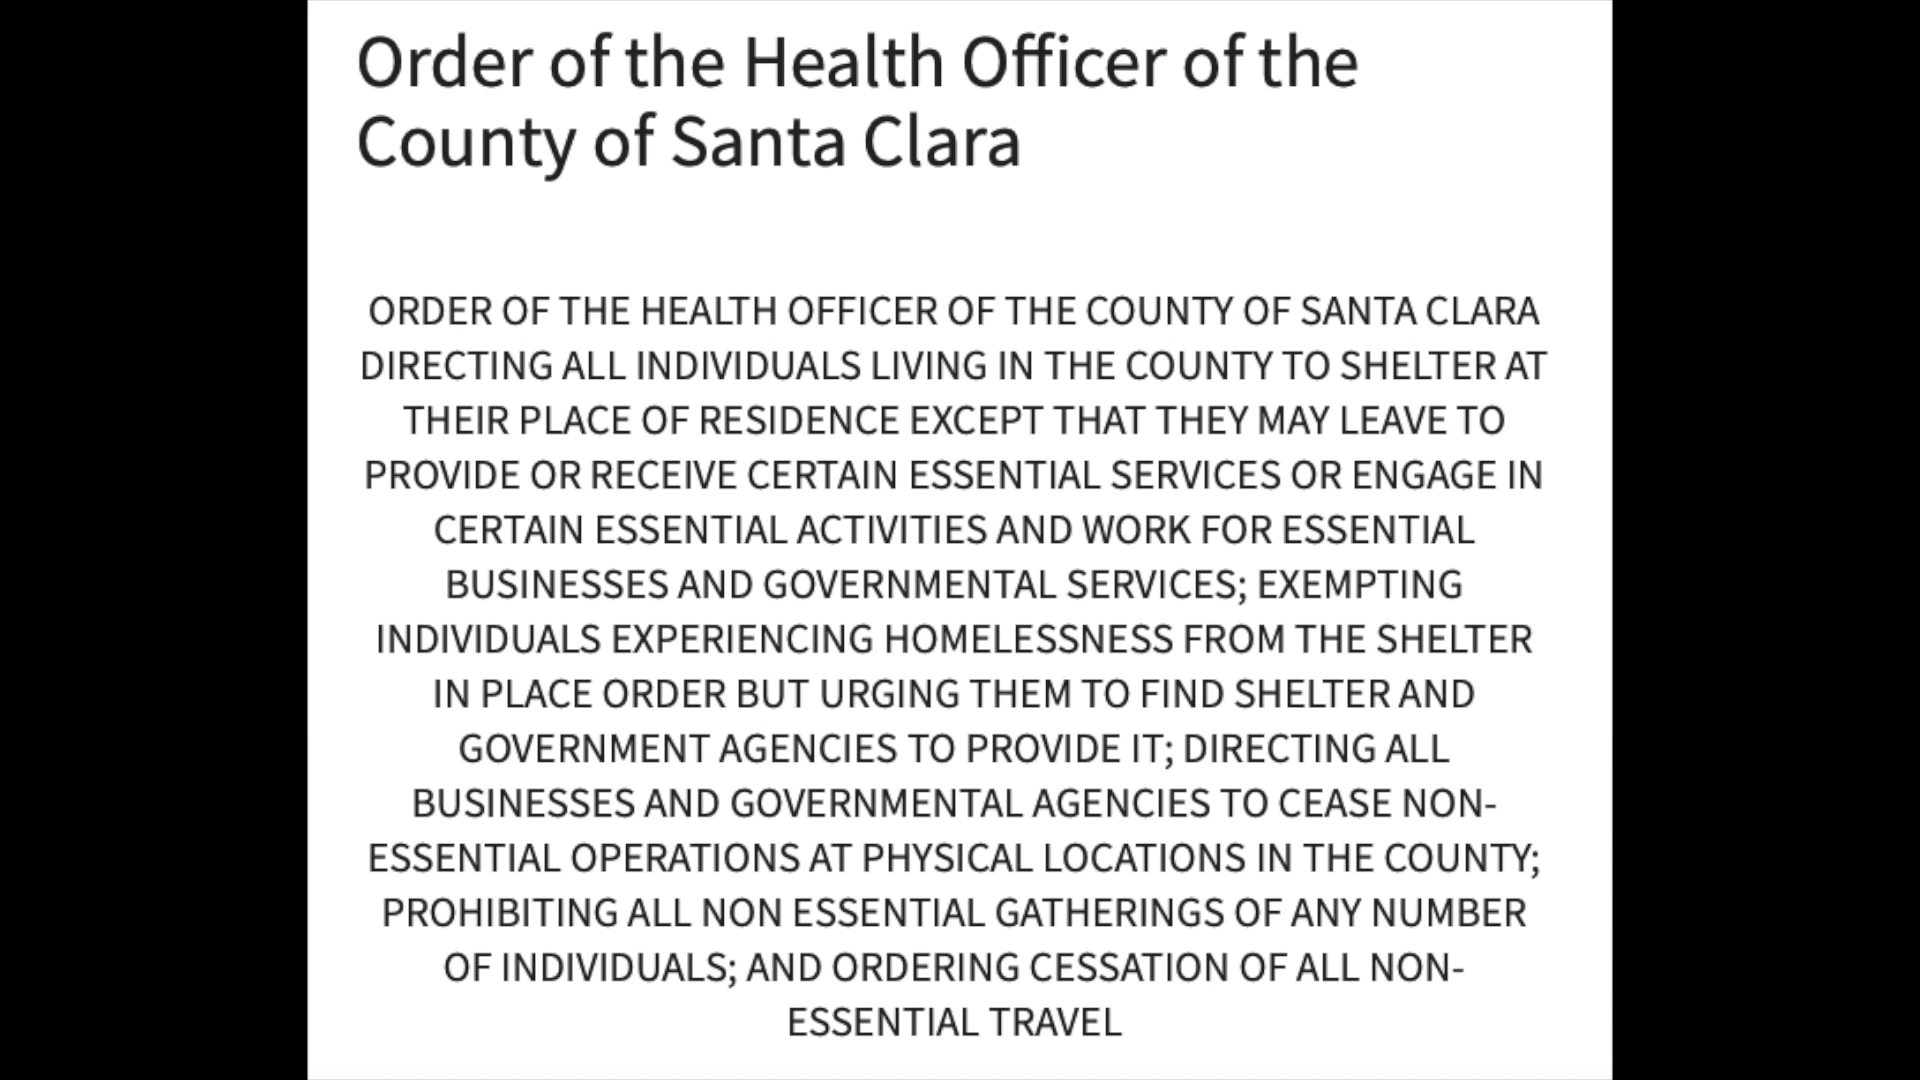 Order of the Health Officer of the
County of Santa Clara
ORDER OF THE HEALTH OFFICER OF THE COUNTY OF SANTA CLARA
DIRECTING ALL INDIVIDUALS LIVING IN THE COUNTY TO SHELTER AT
THEIR PLACE OF RESIDENCE EXCEPT THAT THEY MAY LEAVE TO
PROVIDE OR RECEIVE CERTAIN ESSENTIAL SERVICES OR ENGAGE IN
CERTAIN ESSENTIAL ACTIVITIES AND WORK FOR ESSENTIAL
BUSINESSES AND GOVERNMENTAL SERVICES; EXEMPTING
INDIVIDUALS EXPERIENCING HOMELESSNESS FROM THE SHELTER
IN PLACE ORDER BUT URGING THEM TO FIND SHELTER AND
GOVERNMENT AGENCIES TO PROVIDE IT; DIRECTING ALL
BUSINESSES AND GOVERNMENTAL AGENCIES TO CEASE NON-
ESSENTIAL OPERATIONS AT PHYSICAL LOCATIONS IN THE COUNTY;
PROHIBITING ALL NON ESSENTIAL GATHERINGS OF ANY NUMBER
OF INDIVIDUALS; AND ORDERING CESSATION OF ALL NON-
ESSENTIAL TRAVEL